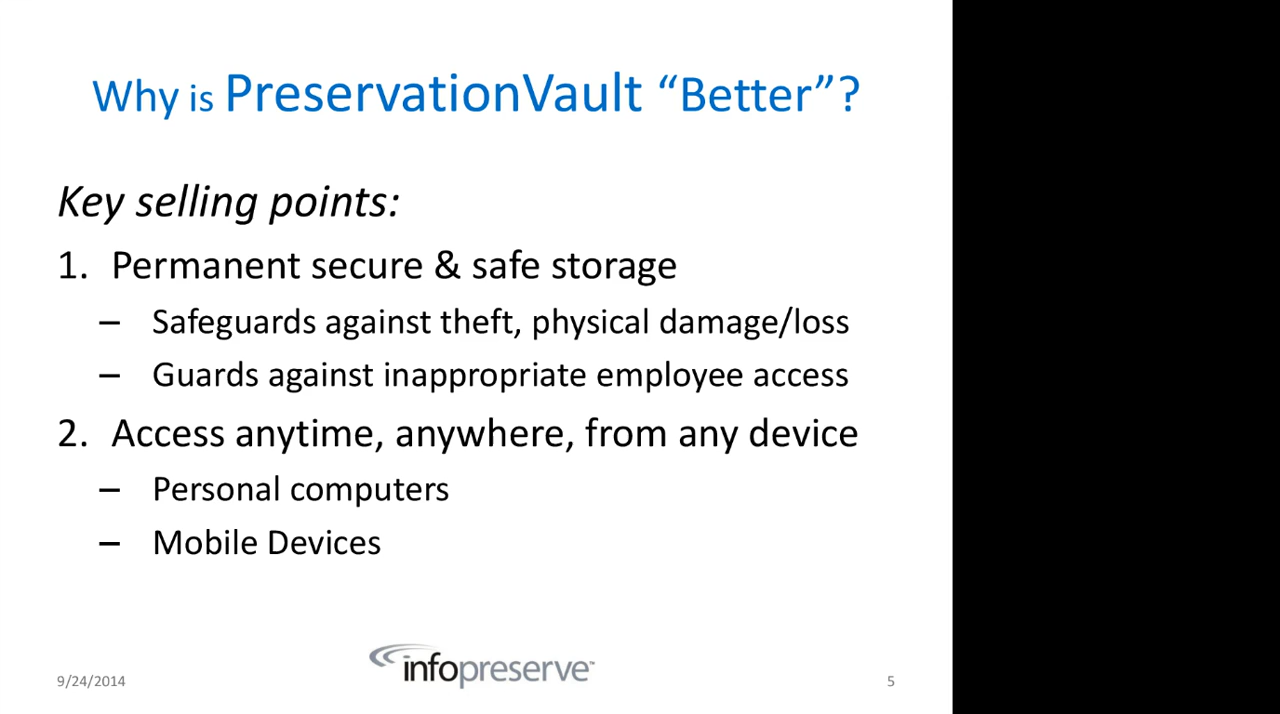 Why is PreservationVault “Better”?
Key selling points:
1. Permanent secure & safe storage
– Safeguards against theft, physical damage/loss
– Guards against inappropriate employee access
2. Access anytime, anywhere, from any device
– Personal computers
– Mobile Devices
9/24/2014
infopreserve™
5